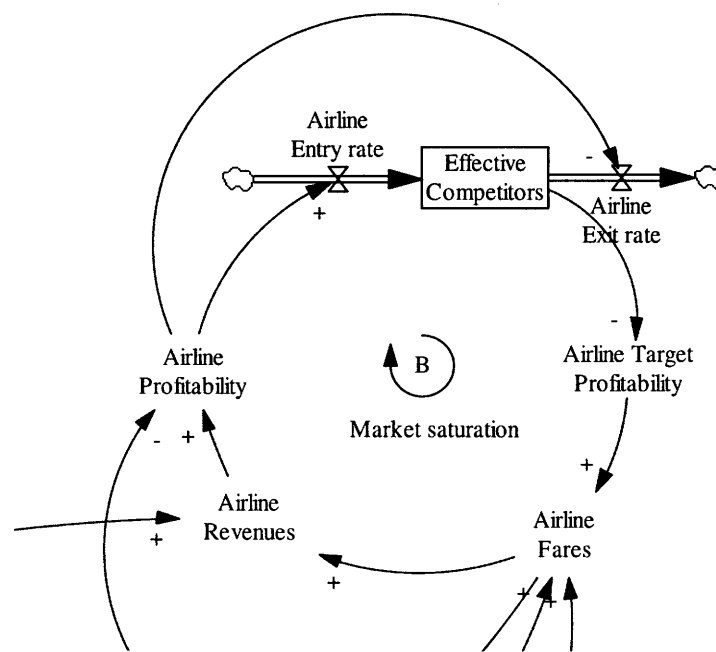 Airline
Entry rate
Effective
Competitors
-
Airline
Exit rate
+
-
Airline
Profitability
B
Airline Target
Profitability
Market saturation
-
+
+
Airline
Revenues
Airline
Fares
+
+
+
+